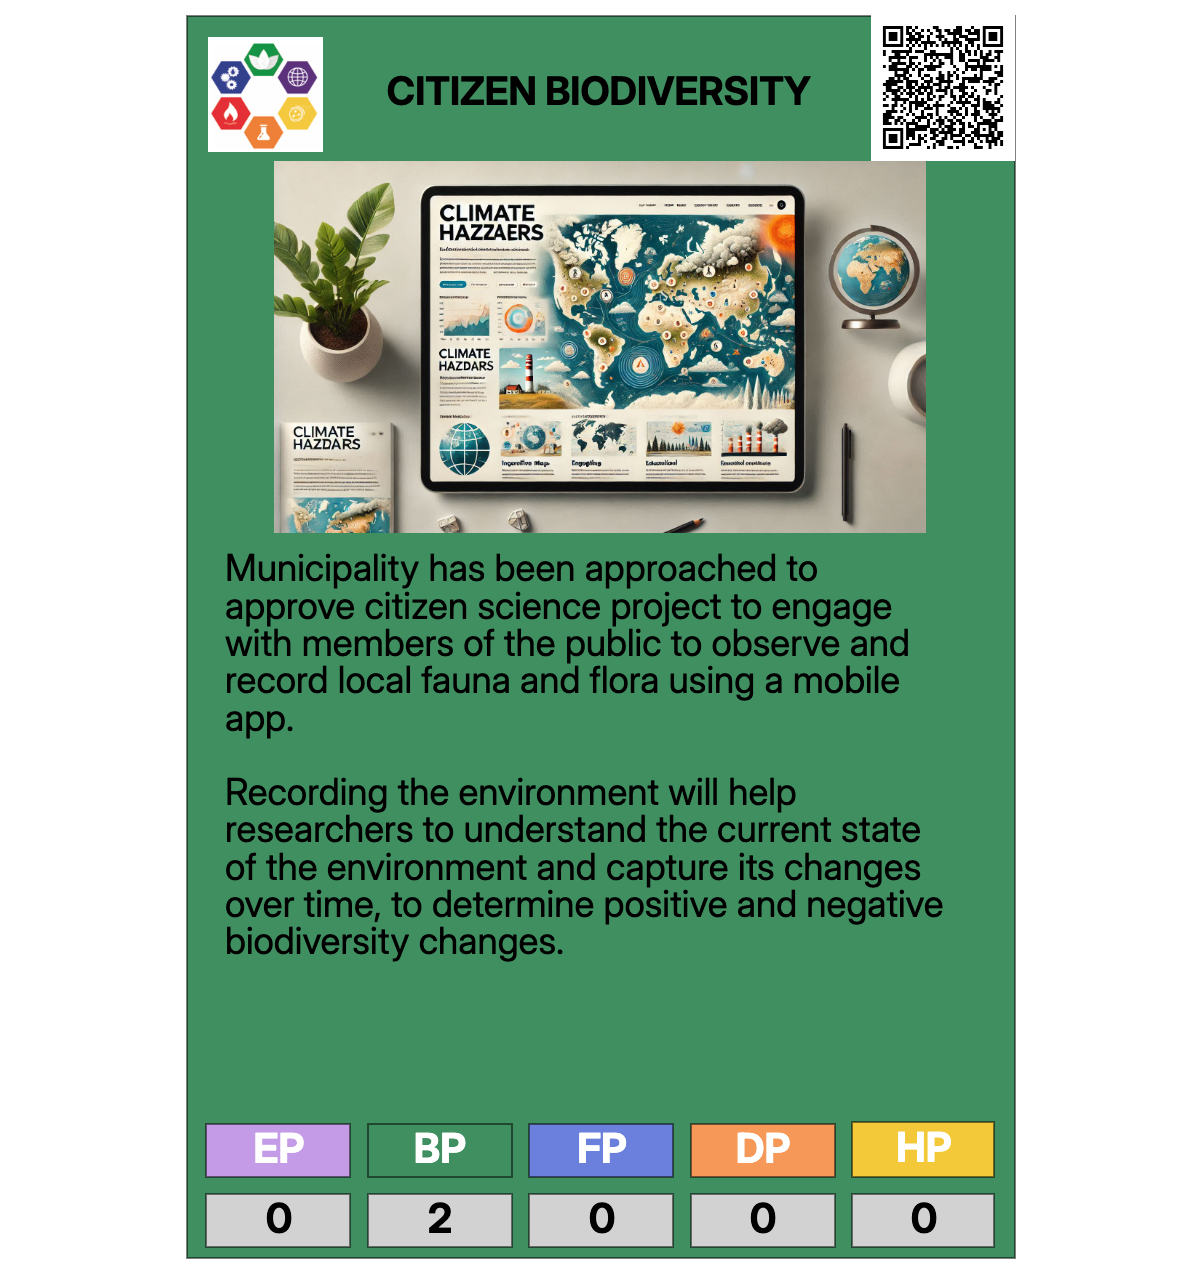 CITIZEN BIODIVERSITY
CLIMATE
HAZZAERS
CLIMATE
HAZDARS
CLIMATE
HAZDARS
Educational
Municipality has been approached to
approve citizen science project to engage
with members of the public to observe and
record local fauna and flora using a mobile
app.
Recording the environment will help
researchers to understand the current state
of the environment and capture its changes
over time, to determine positive and negative
biodiversity changes.
EP BP FP DP HP
0 2 0 0 0